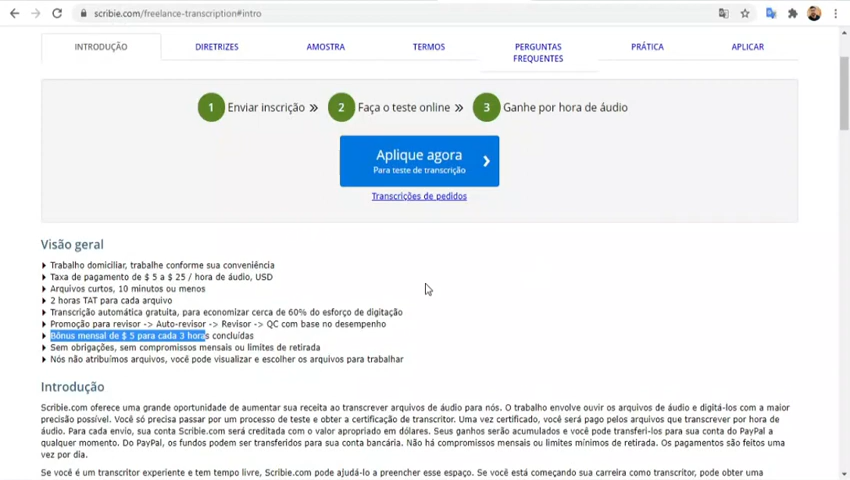 scribie.com/freelance-transcription#intro
INTRODUÇÃO DIRETRIZES AMOSTRA TERMOS PERGUNTAS FREQUENTES PRÁTICA APLICAR
1 Enviar inscrição » 2 Faça o teste online » 3 Ganhe por hora de áudio
Aplique agora ›
Para teste de transcrição
Transcrições de pedidos
Visão geral
Trabalho domiciliar, trabalhe conforme sua conveniência
Taxa de pagamento de $ 5 a $ 25 / hora de áudio, USD
Arquivos curtos, 10 minutos ou menos
2 horas TAT para cada arquivo
Transcrição automática gratuita, para economizar cerca de 60% do esforço de digitação
Promoção para revisor -> Auto-revisor -> Revisor -> QC com base no desempenho
Bônus mensal de $ 5 para cada 3 horas concluídas
Sem obrigações, sem compromissos mensais ou limites de retirada
Nós não atribuímos arquivos, você pode visualizar e escolher os arquivos para trabalhar
Introdução
Scribie.com oferece uma grande oportunidade de aumentar sua receita ao transcrever arquivos de áudio para nós. O trabalho envolve ouvir os arquivos de áudio e digitá-los com a maior
precisão possível. Você só precisa passar por um processo de teste e obter a certificação de transcritor. Uma vez certificado, você será pago pelos arquivos que transcrever por hora de
áudio. Para cada envio, sua conta Scribie.com será creditada com o valor apropriado em dólares. Seus ganhos serão acumulados e você pode transferi-los para sua conta do PayPal a
qualquer momento. Do PayPal, os fundos podem ser transferidos para sua conta bancária. Não há compromissos mensais ou limites mínimos de retirada. Os pagamentos são feitos uma
vez por dia.
Se você é um transcritor experiente e tem tempo livre, Scribie.com pode ajudá-lo a preencher esse espaço. Se você está começando sua carreira como transcritor, pode obter uma